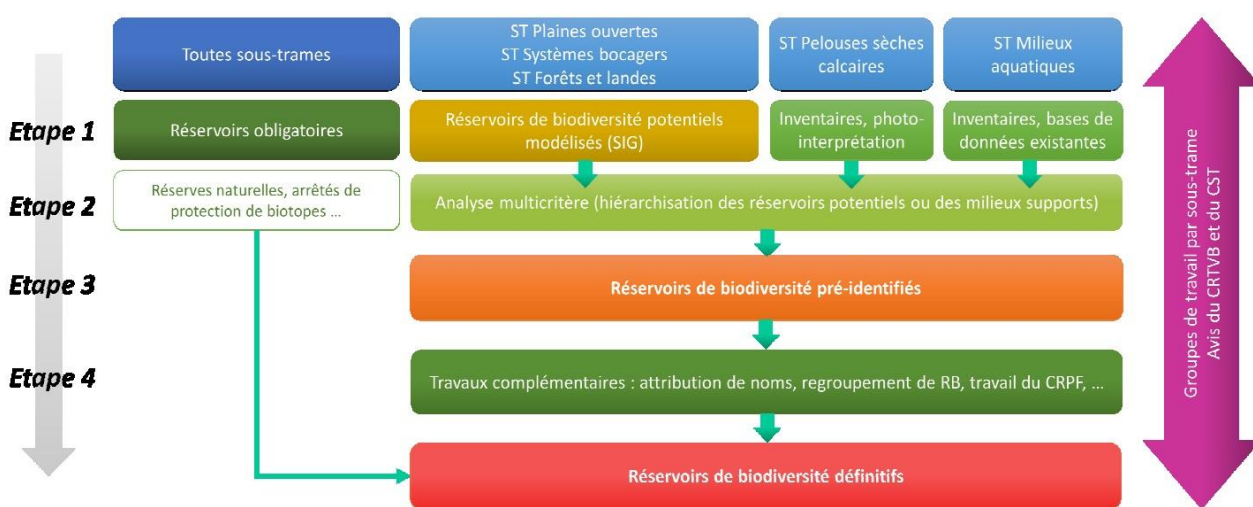 Toutes sous-trames
ST Plaines ouvertes
ST Systèmes bocagers
ST Forêts et landes
ST Pelouses sèches
calcaires
ST Milieux
aquatiques
Etape 1
Réservoirs obligatoires
Réservoirs de biodiversité potentiels
modélisés (SIG)
Inventaires, photo-
interprétation
Inventaires, bases de
données existantes
Etape 2
Réserves naturelles, arrêtés de
protection de biotopes ...
Analyse multicritère (hiérarchisation des réservoirs potentiels ou des milieux supports)
Etape 3
Réservoirs de biodiversité pré-identifiés
Etape 4
Travaux complémentaires : attribution de noms, regroupement de RB, travail du CRPF, ...
Réservoirs de biodiversité définitifs
Groupes de travail par sous-trame
Avis du CRTVB et du CST